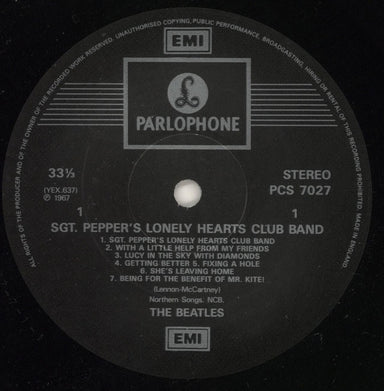 ALL RIGHTS OF THE PRODUCER AND OF THE OWNER OF THE RECORDED WORK RESERVED. UNAUTHORISED COPYING, PUBLIC PERFORMANCE, BROADCASTING, HIRING OR RENTAL OF THIS RECORDING PROHIBITED. MADE IN ENGLAND.
EMI
£
PARLOPHONE
33⅓
(YEX.637)
℗ 1967
STEREO
PCS 7027
1 1
SGT. PEPPER'S LONELY HEARTS CLUB BAND
1. SGT. PEPPER'S LONELY HEARTS CLUB BAND
2. WITH A LITTLE HELP FROM MY FRIENDS
3. LUCY IN THE SKY WITH DIAMONDS
4. GETTING BETTER 5. FIXING A HOLE
6. SHE'S LEAVING HOME
7. BEING FOR THE BENEFIT OF MR. KITE!
(Lennon-McCartney)
Northern Songs: NCB.
THE BEATLES
EMI